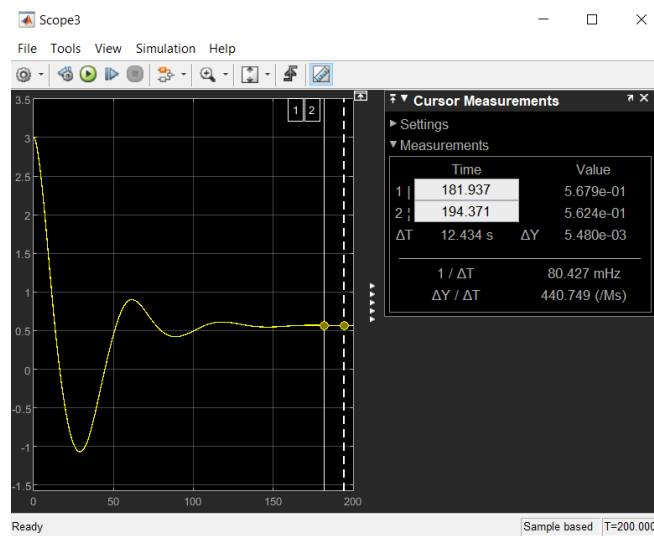 Scope3
File Tools View Simulation Help
3.5
3
2.5
2
1.5
1
0.5
0
-0.5
-1
-1.5
0 50 100 150 200
1 2
Cursor Measurements
Settings
Measurements
Time Value
1 | 181.937 5.679e-01
2 ¦ 194.371 5.624e-01
ΔT 12.434 s ΔY 5.480e-03
1 / ΔT 80.427 mHz
ΔY / ΔT 440.749 (/Ms)
Ready Sample based T=200.000